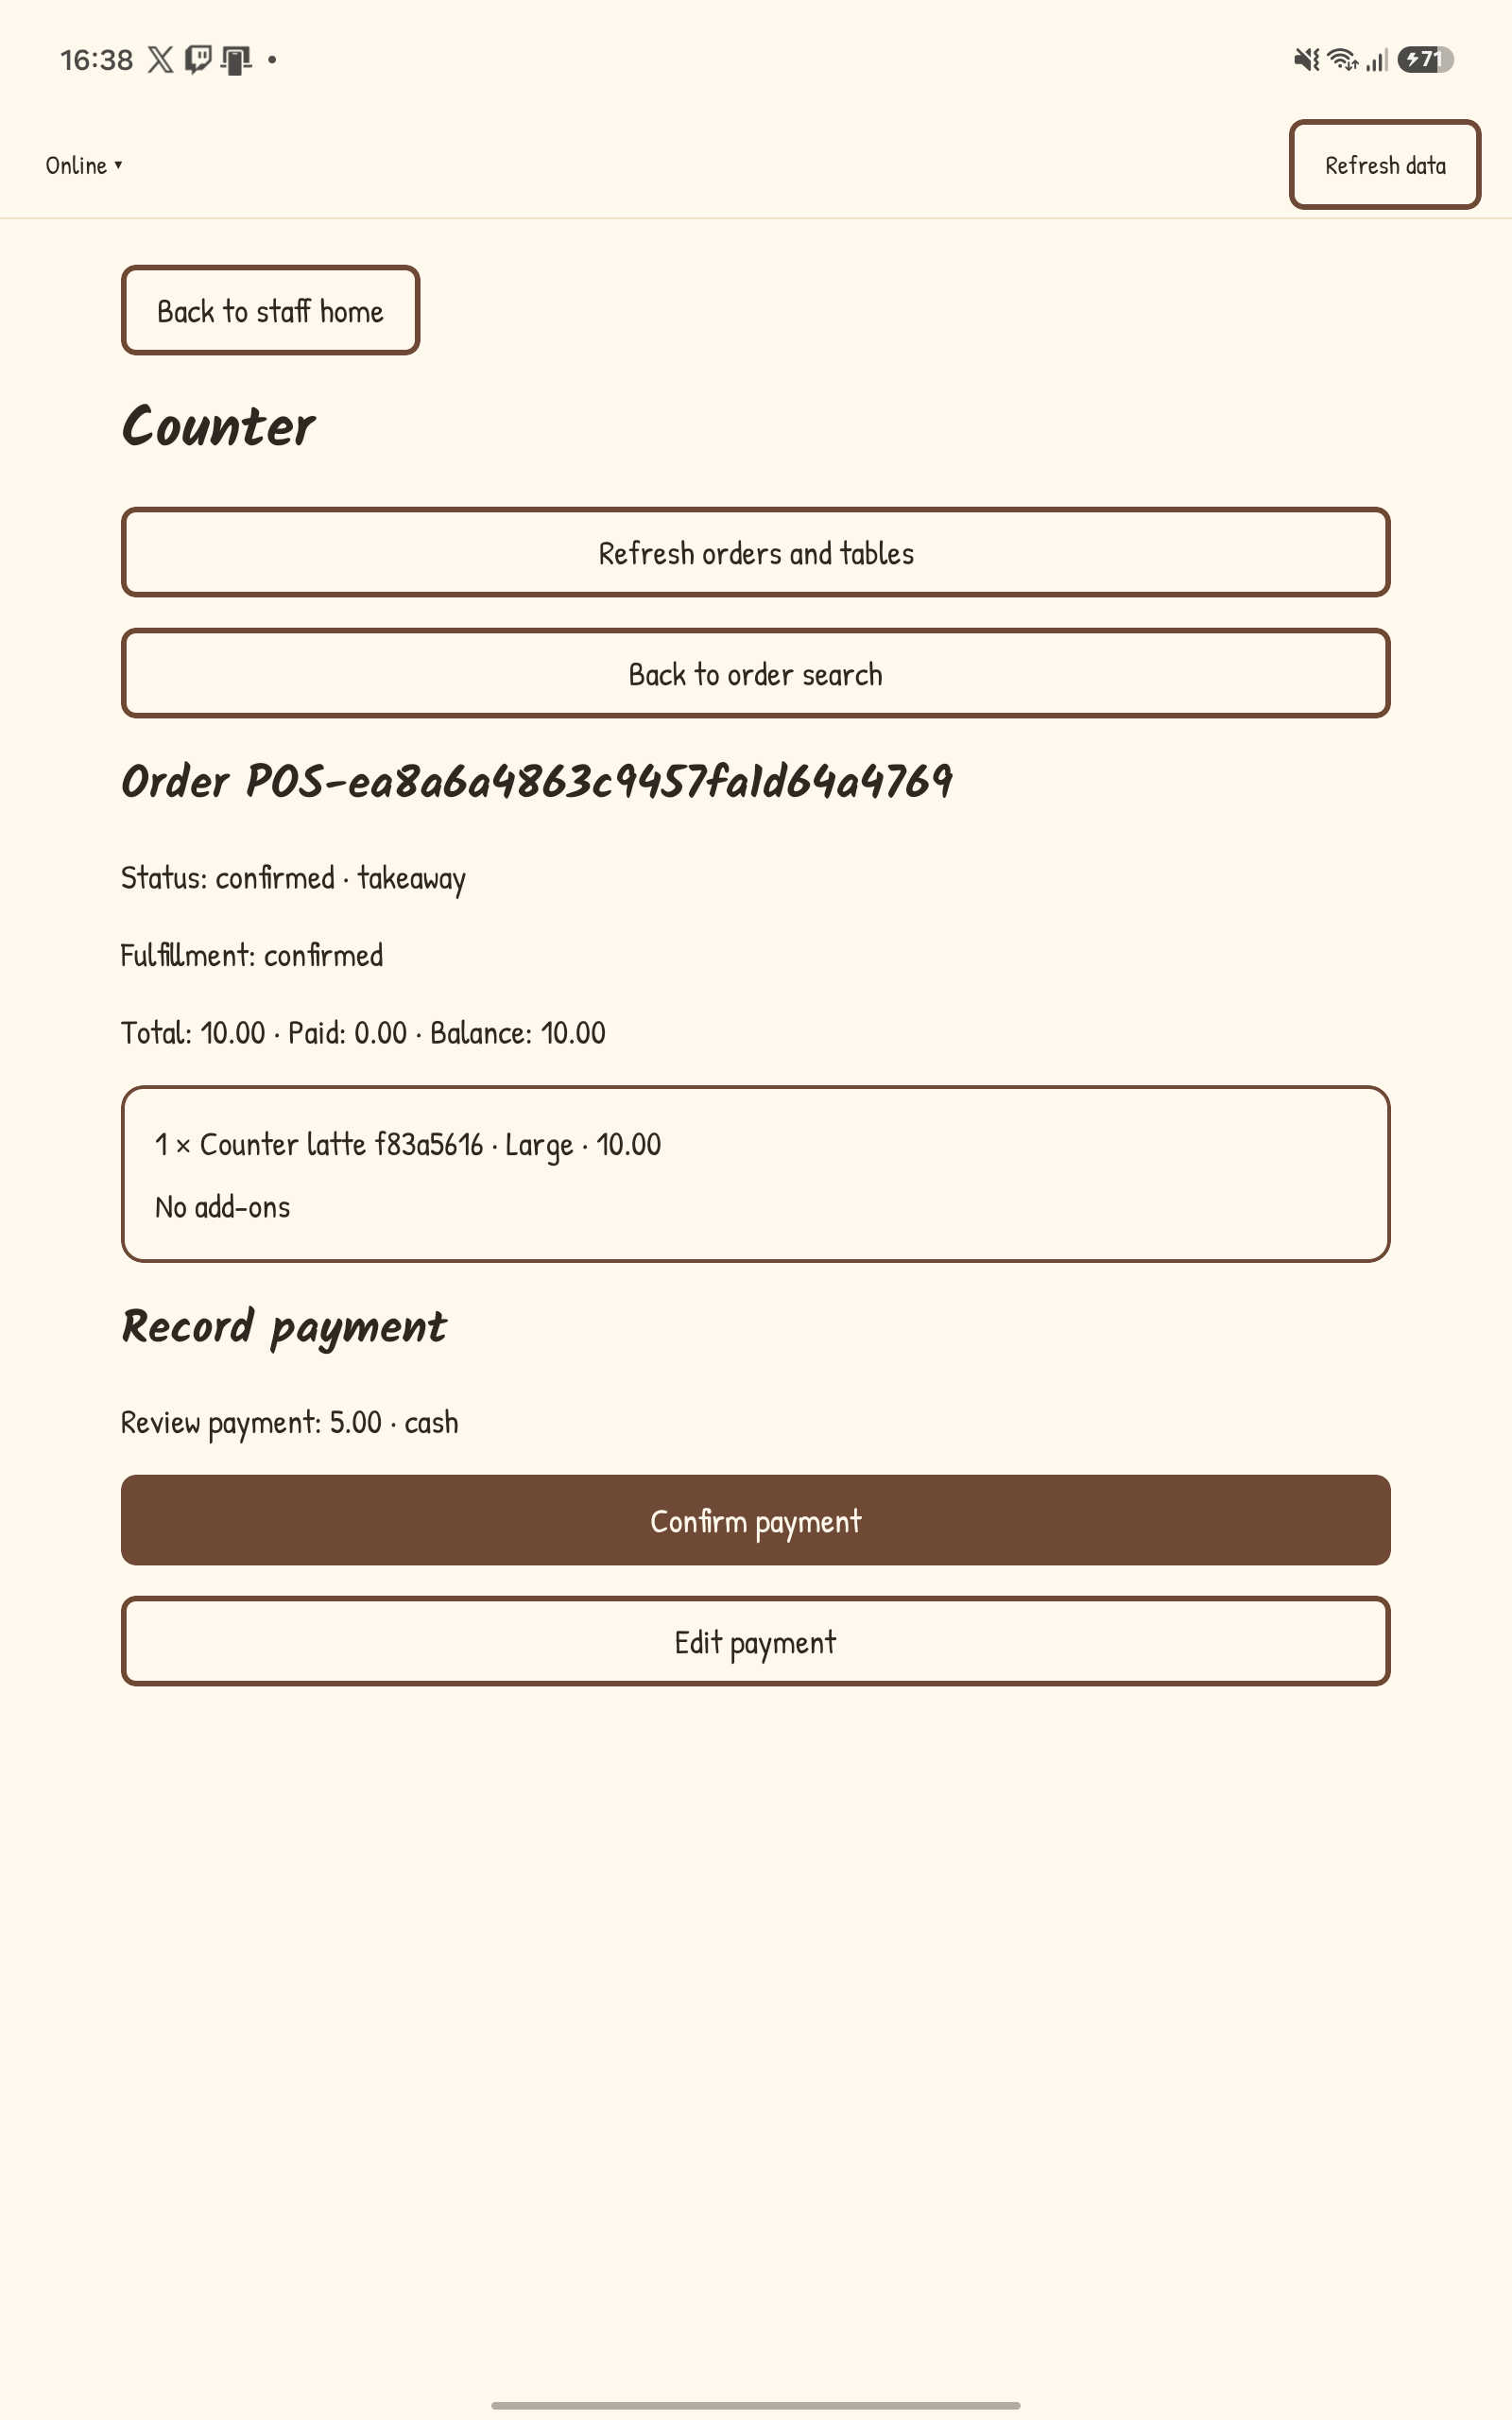 16:38
71
Online ▾
Refresh data
Back to staff home
Counter
Refresh orders and tables
Back to order search
Order POS-ea8a6a4863c9457fa1d64a4769
Status: confirmed · takeaway
Fulfillment: confirmed
Total: 10.00 · Paid: 0.00 · Balance: 10.00
1 × Counter latte f83a5616 · Large · 10.00
No add-ons
Record payment
Review payment: 5.00 · cash
Confirm payment
Edit payment